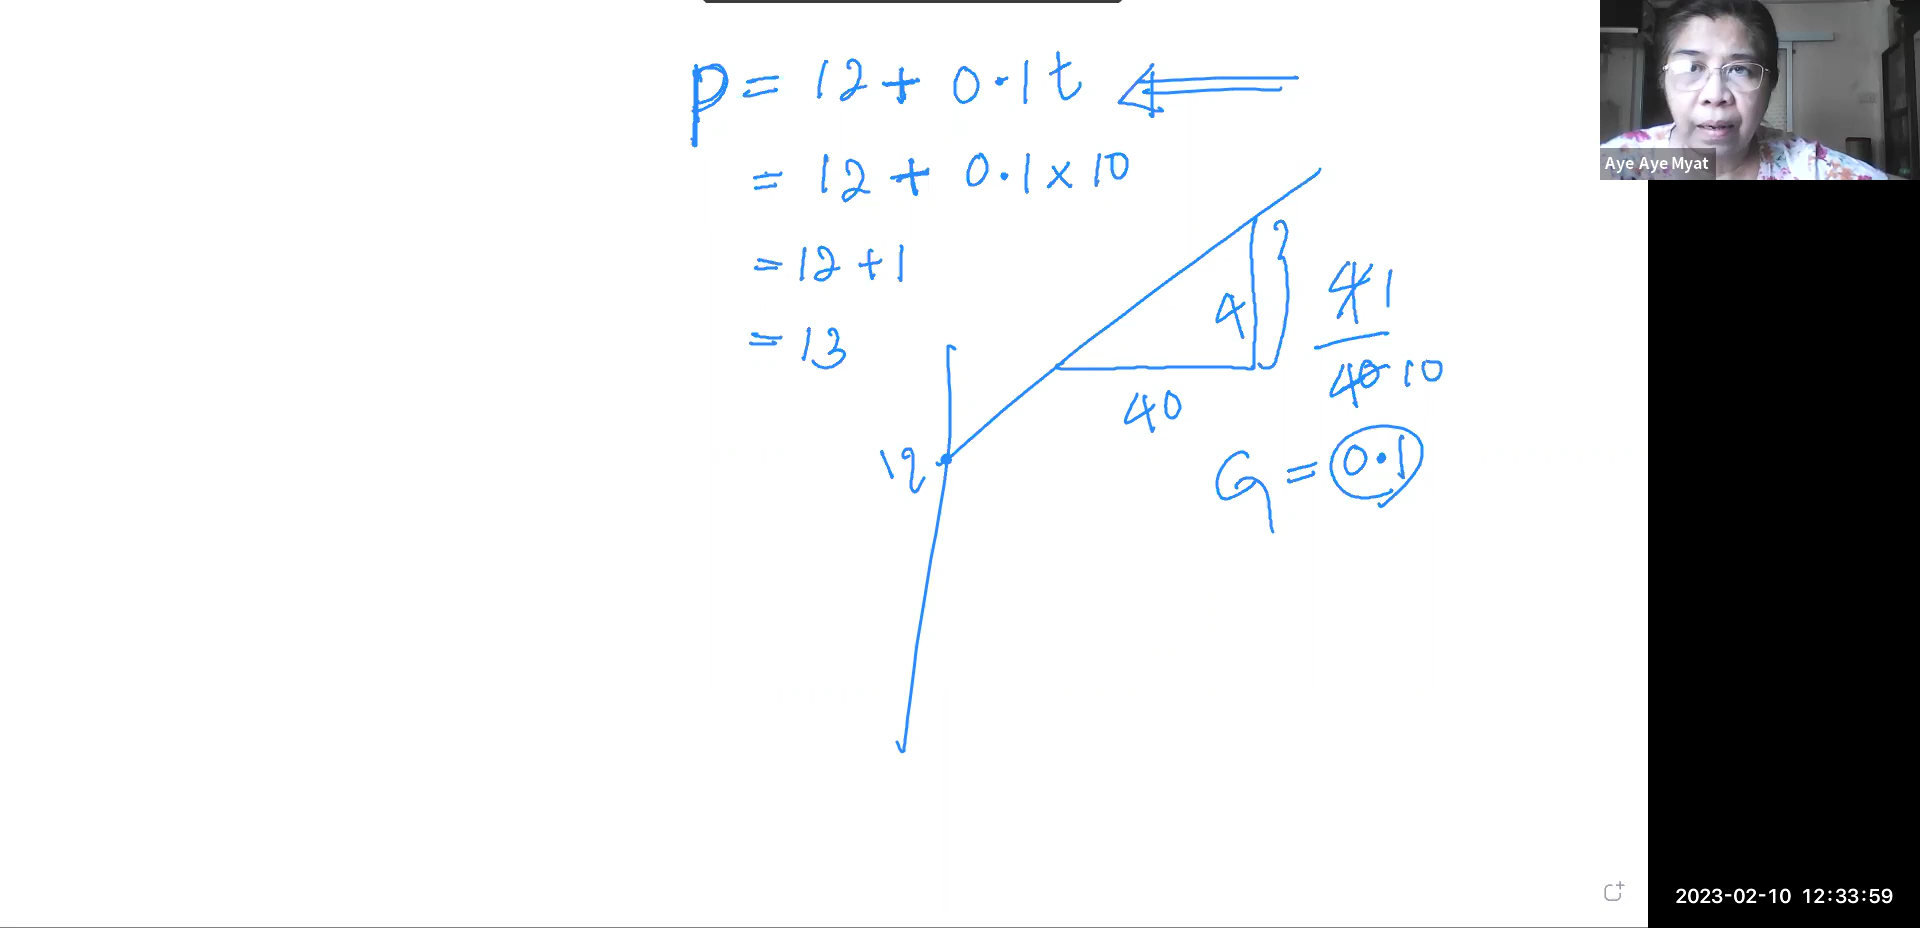 P = 12 + 0.1t
= 12 + 0.1 x 10
= 12 + 1
= 13
12
4
40
4 1
40 10
G = 0.1
Aye Aye Myat
2023-02-10 12:33:59